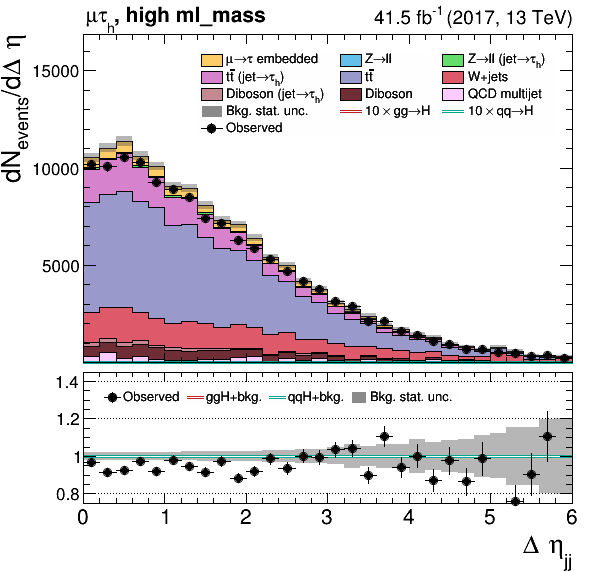 μτh, high ml_mass
41.5 fb⁻¹ (2017, 13 TeV)
dNevents/dΔ η
15000
10000
5000
μ→τ embedded
Z→ll
Z→ll (jet→τh)
tt̄ (jet→τh)
tt̄
W+jets
Diboson (jet→τh)
Diboson
QCD multijet
Bkg. stat. unc.
10 × gg→H
10 × qq→H
Observed
1.4
1.2
1
0.8
Observed
ggH+bkg.
qqH+bkg.
Bkg. stat. unc.
0 1 2 3 4 5 6
Δ ηjj